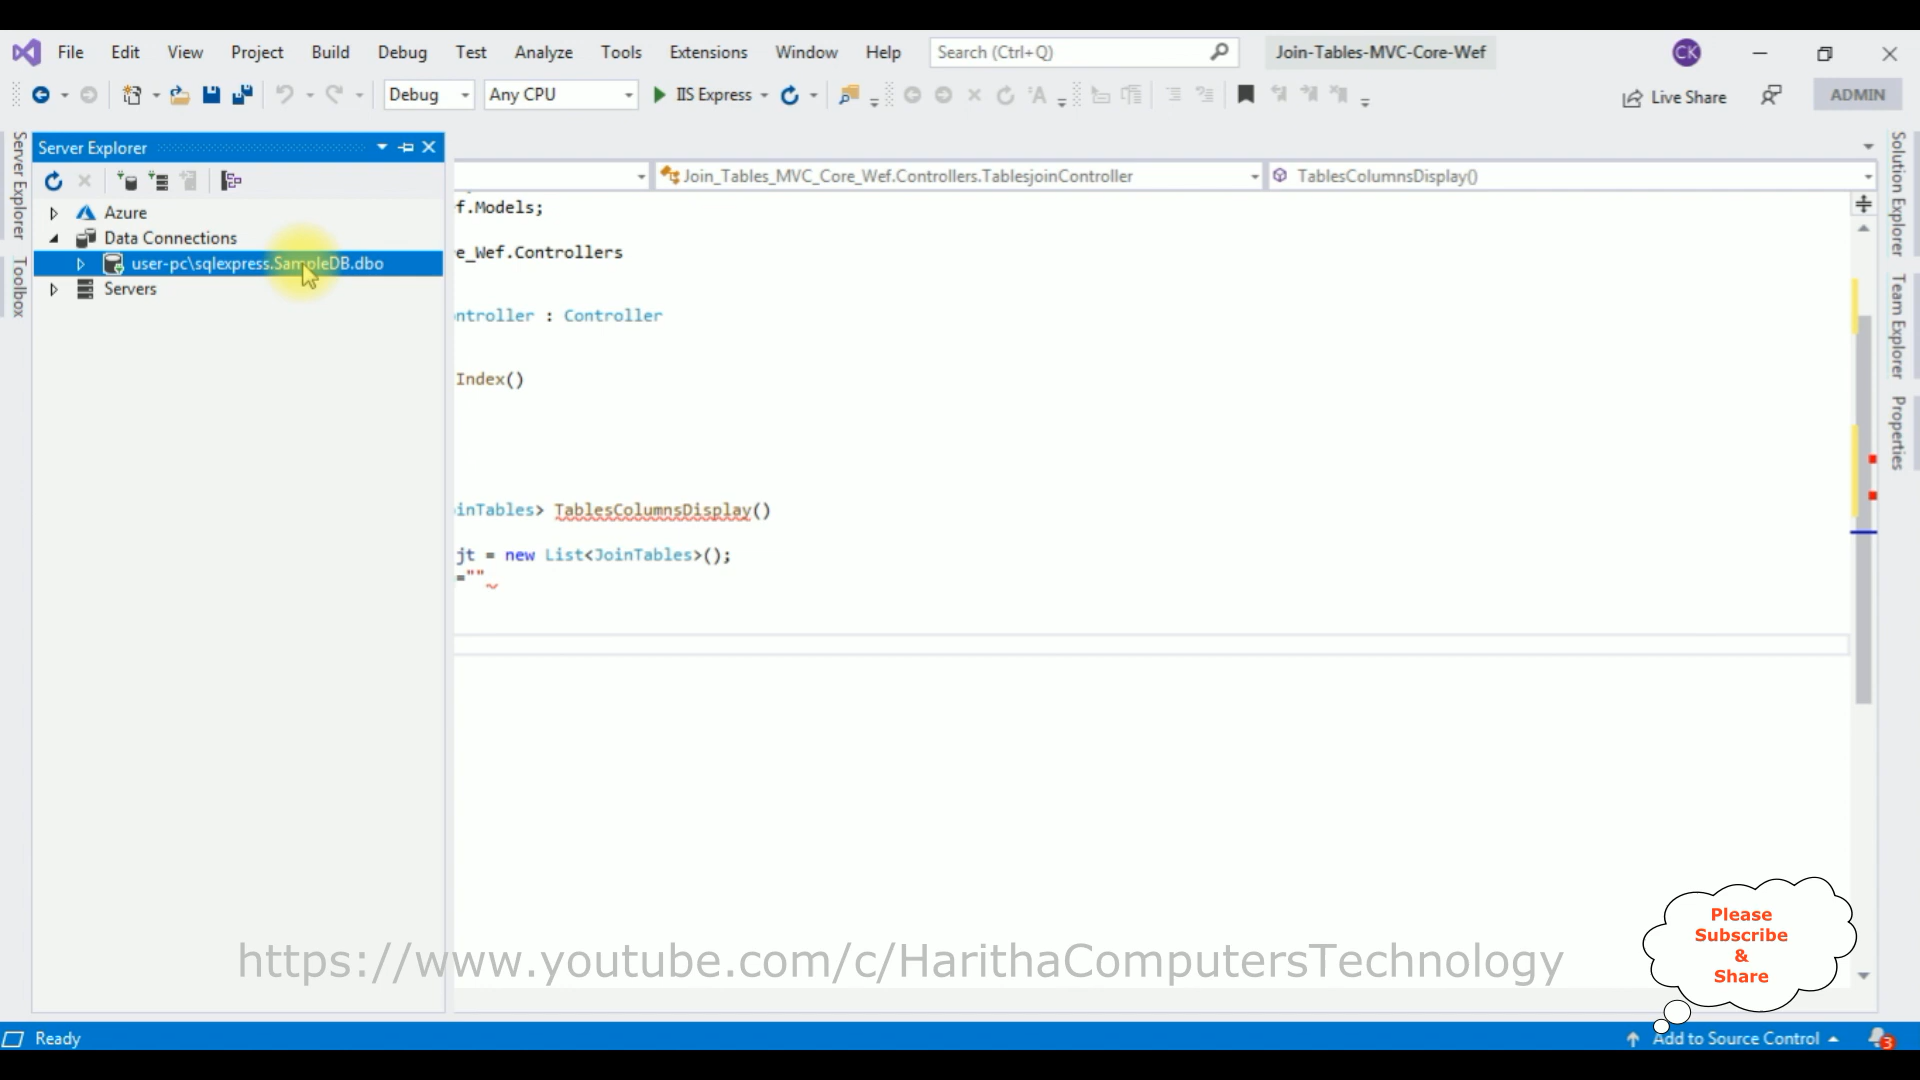 File Edit View Project Build Debug Test Analyze Tools Extensions Window Help Search (Ctrl+Q) Join-Tables-MVC-Core-Wef CK
Debug Any CPU IIS Express Live Share ADMIN
Server Explorer
Toolbox
Server Explorer
Azure
Data Connections
user-pc\sqlexpress.SampleDB.dbo
Servers
Join_Tables_MVC_Core_Wef.Controllers.TablesjoinController TablesColumnsDisplay()
f.Models;
e_Wef.Controllers
ontroller : Controller
Index()
oinTables> TablesColumnsDisplay()
jt = new List<JoinTables>();
=""
Solution Explorer
Team Explorer
Properties
https://www.youtube.com/c/HarithaComputersTechnology
Please
Subscribe
&
Share
Ready Add to Source Control 3